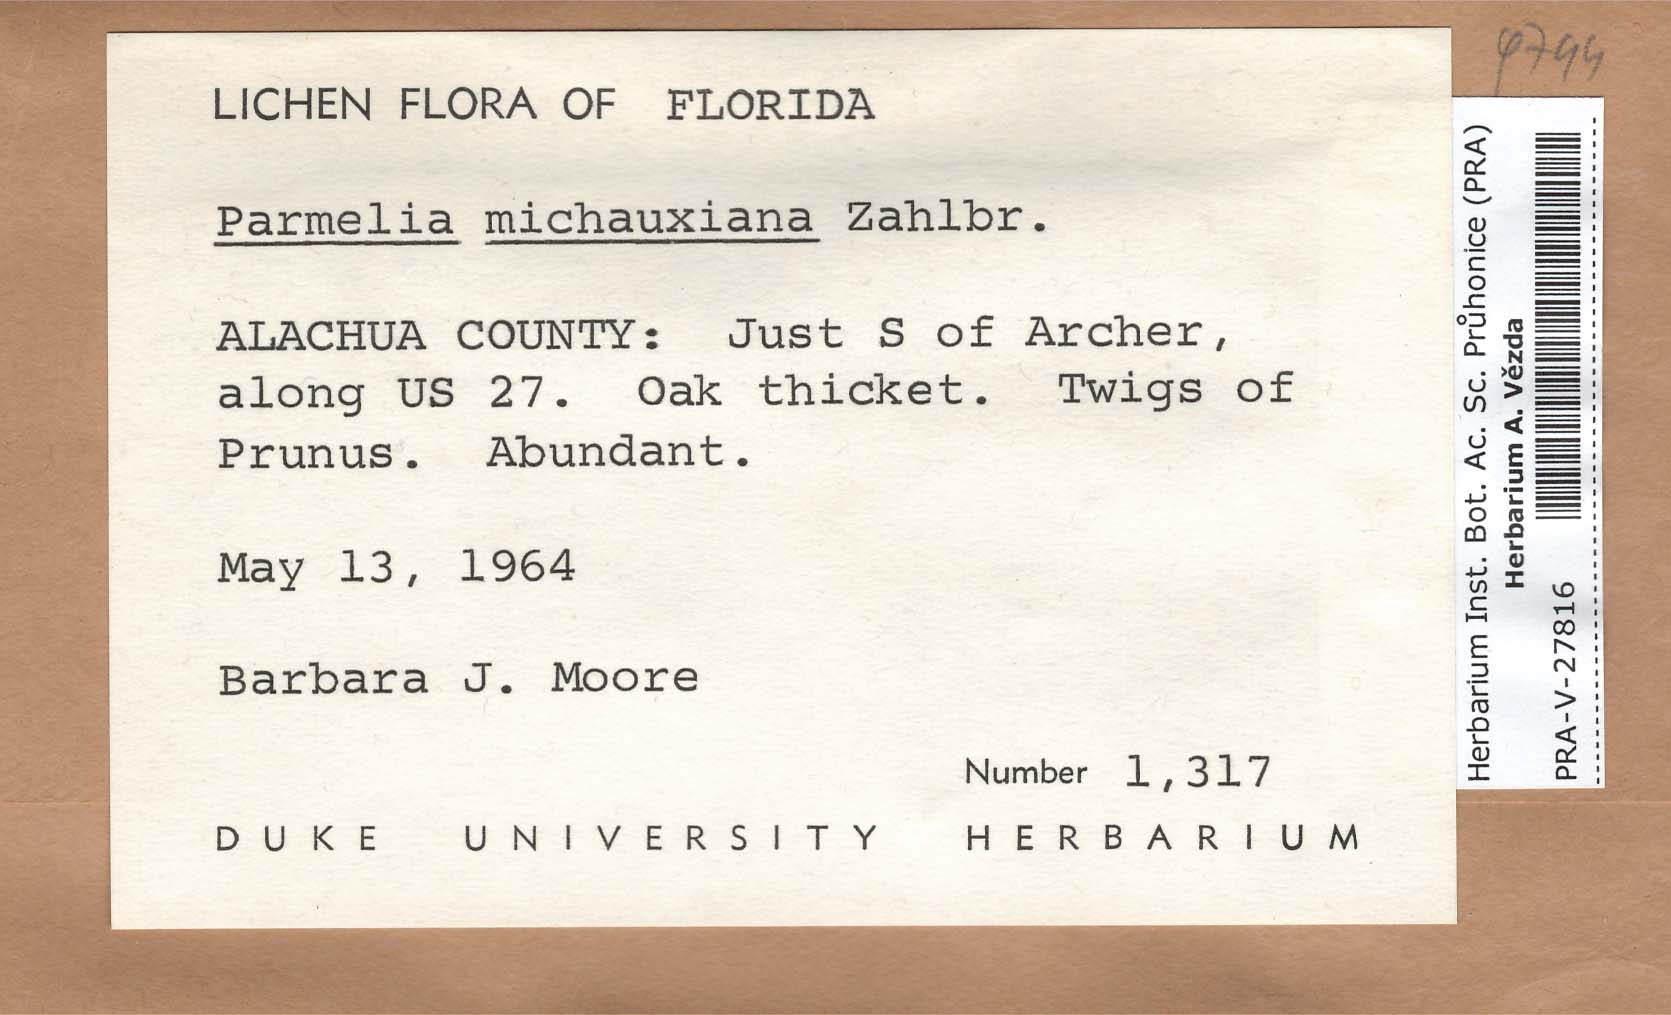 LICHEN FLORA OF FLORIDA
Parmelia michauxiana Zahlbr.
ALACHUA COUNTY: Just S of Archer,
along US 27. Oak thicket. Twigs of
Prunus. Abundant.
May 13, 1964
Barbara J. Moore
Number 1,317
DUKE UNIVERSITY HERBARIUM
Herbarium Inst. Bot. Ac. Sc. Průhonice (PRA)
Herbarium A. Vězda
PRA-V-27816